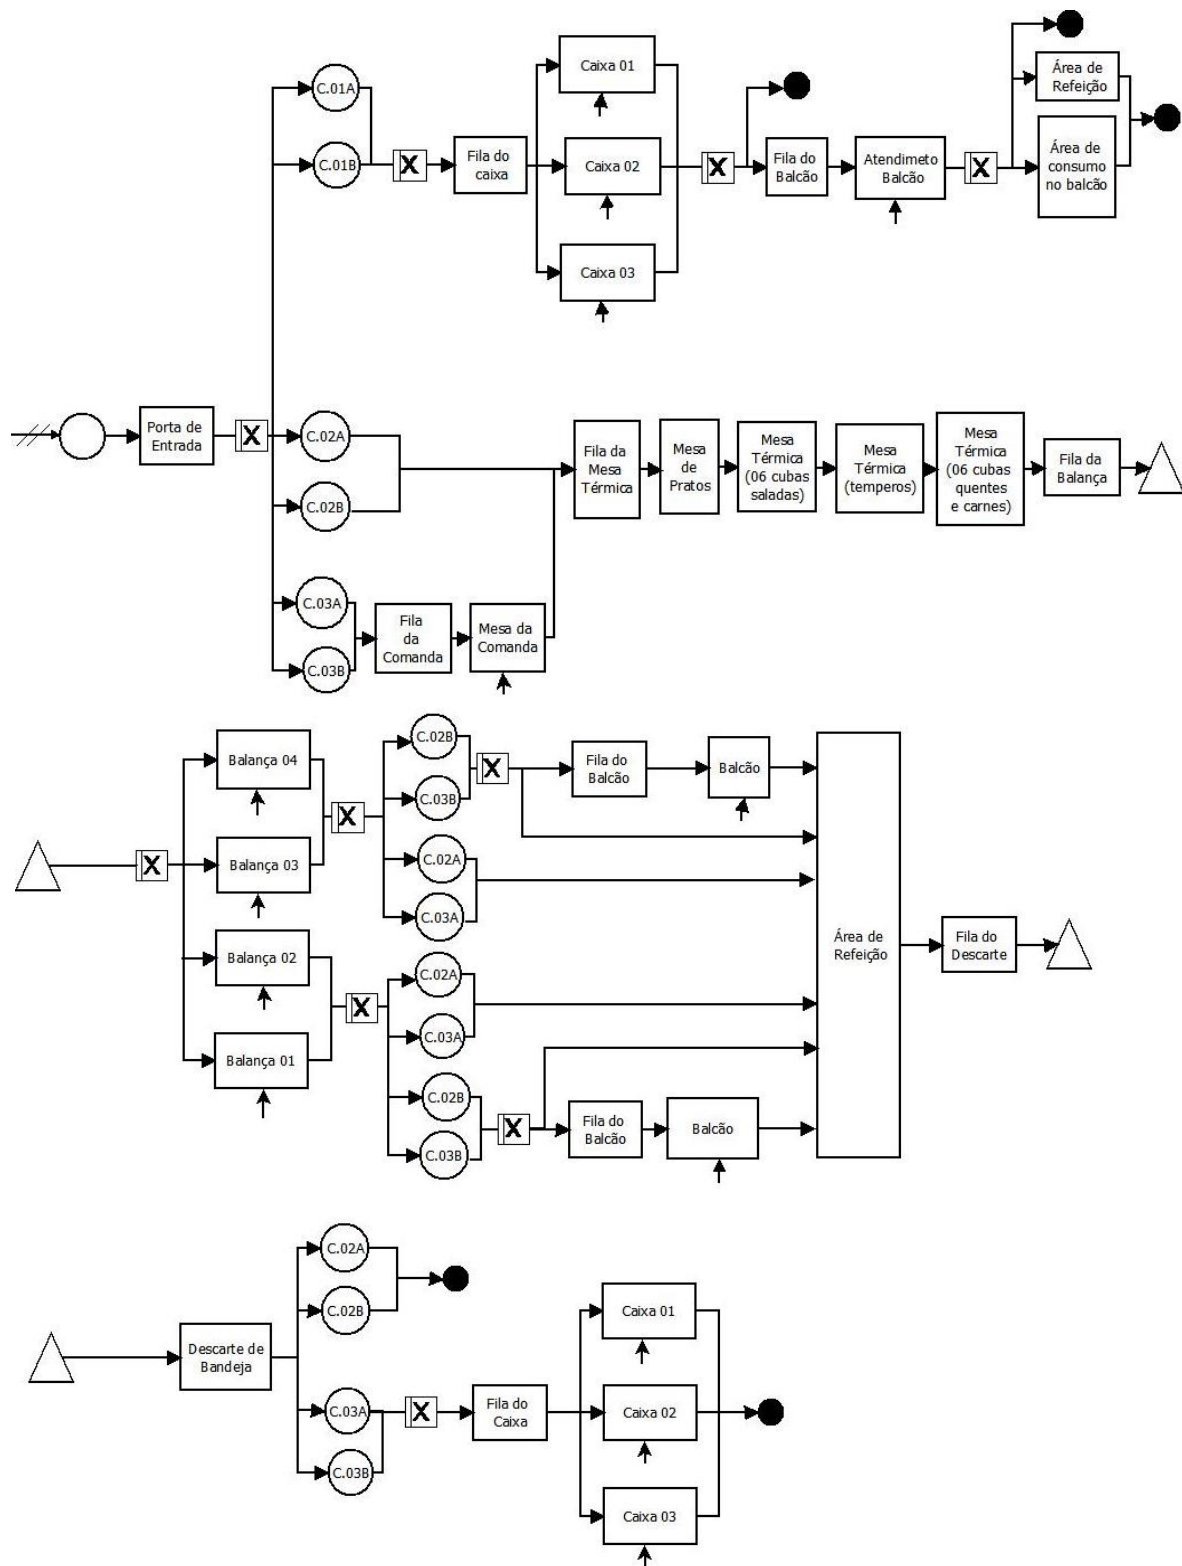 C.01A
C.01B
X
Fila do
caixa
Caixa 01
Caixa 02
Caixa 03
X
Fila do
Balcão
Atendimeto
Balcão
X
Área de
Refeição
Área de
consumo
no balcão
Porta de
Entrada
X
C.02A
C.02B
C.03A
C.03B
Fila
da
Comanda
Mesa da
Comanda
Fila da
Mesa
Térmica
Mesa
de
Pratos
Mesa
Térmica
(06 cubas
saladas)
Mesa
Térmica
(temperos)
Mesa
Térmica
(06 cubas
quentes
e carnes)
Fila da
Balança
X
Balança 04
Balança 03
Balança 02
Balança 01
X
C.02B
C.03B
C.02A
C.03A
X
Fila do
Balcão
Balcão
X
C.02A
C.03A
C.02B
C.03B
X
Fila do
Balcão
Balcão
Área de
Refeição
Fila do
Descarte
Descarte de
Bandeja
C.02A
C.02B
C.03A
C.03B
X
Fila do
Caixa
Caixa 01
Caixa 02
Caixa 03